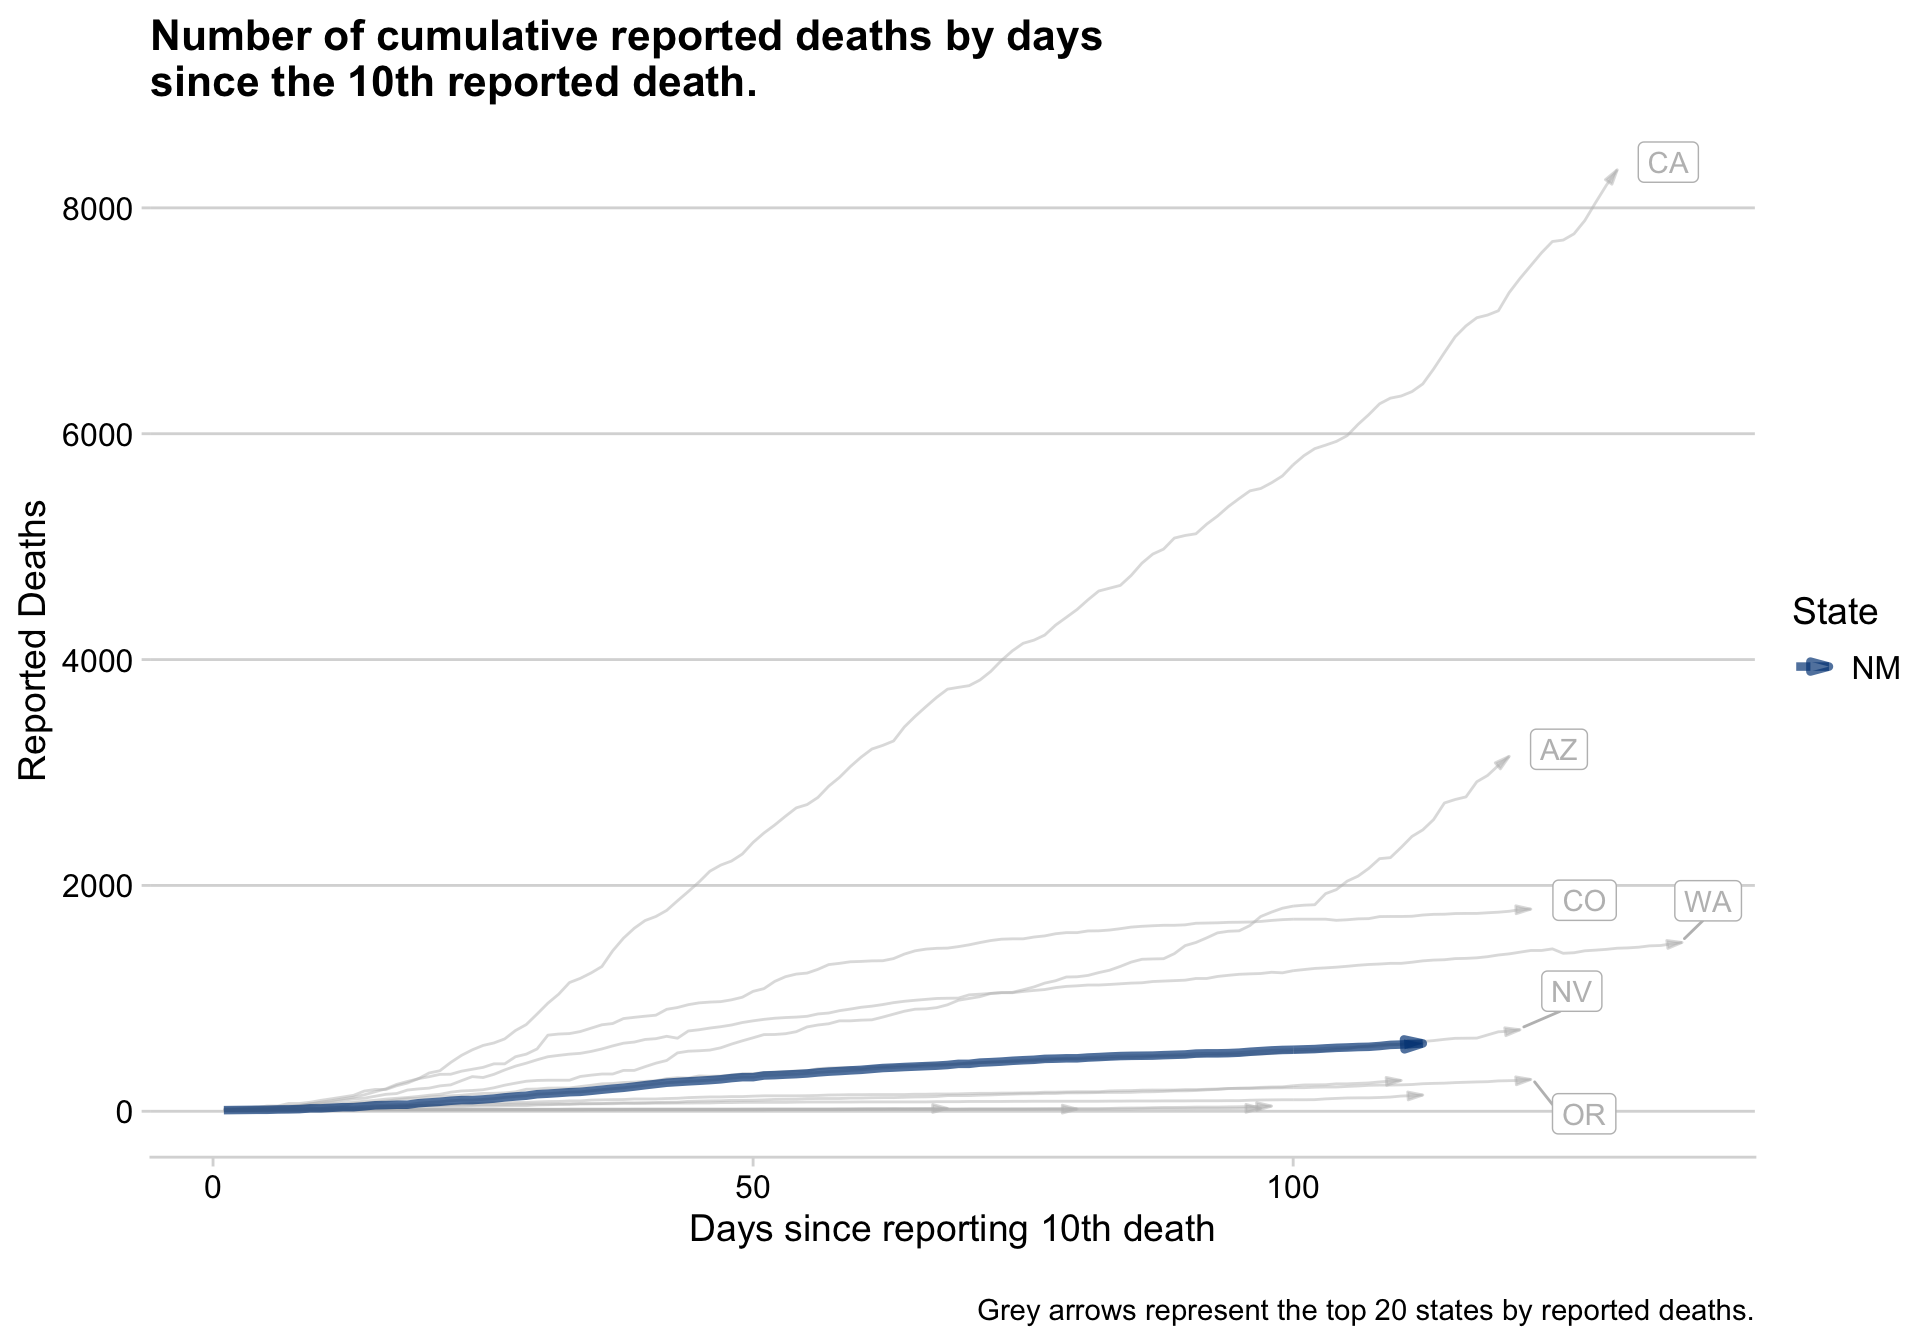 Number of cumulative reported deaths by days
since the 10th reported death.
CA
8000
6000
Reported Deaths
State
4000
NM
AZ
2000
CO
WA
NV
0
OR
0
50
100
Days since reporting 10th death
Grey arrows represent the top 20 states by reported deaths.